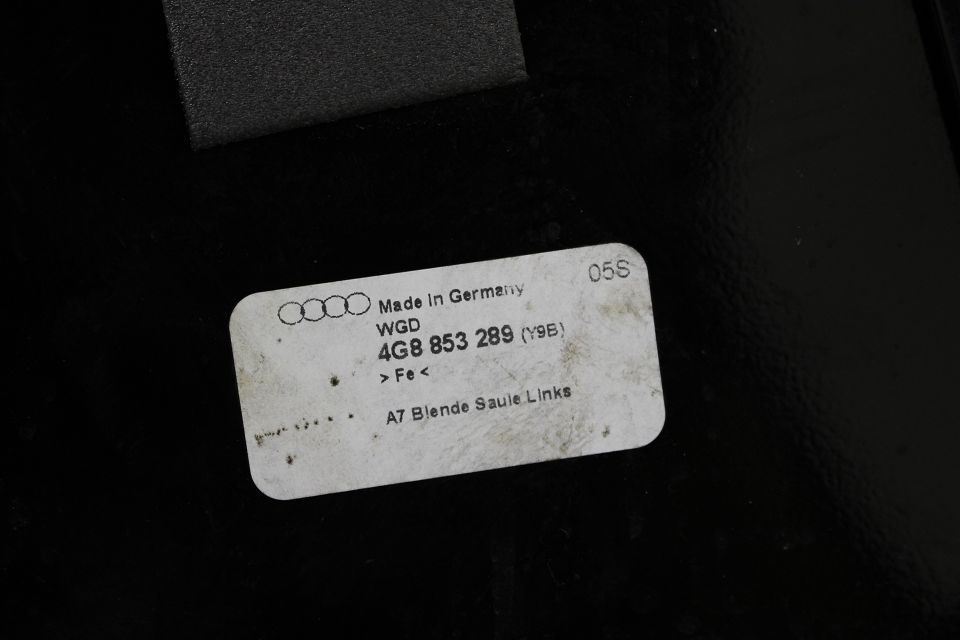 05S
Made in Germany
WGD
4G8 853 289 (Y9B)
> Fe <
A7 Blende Saule Links